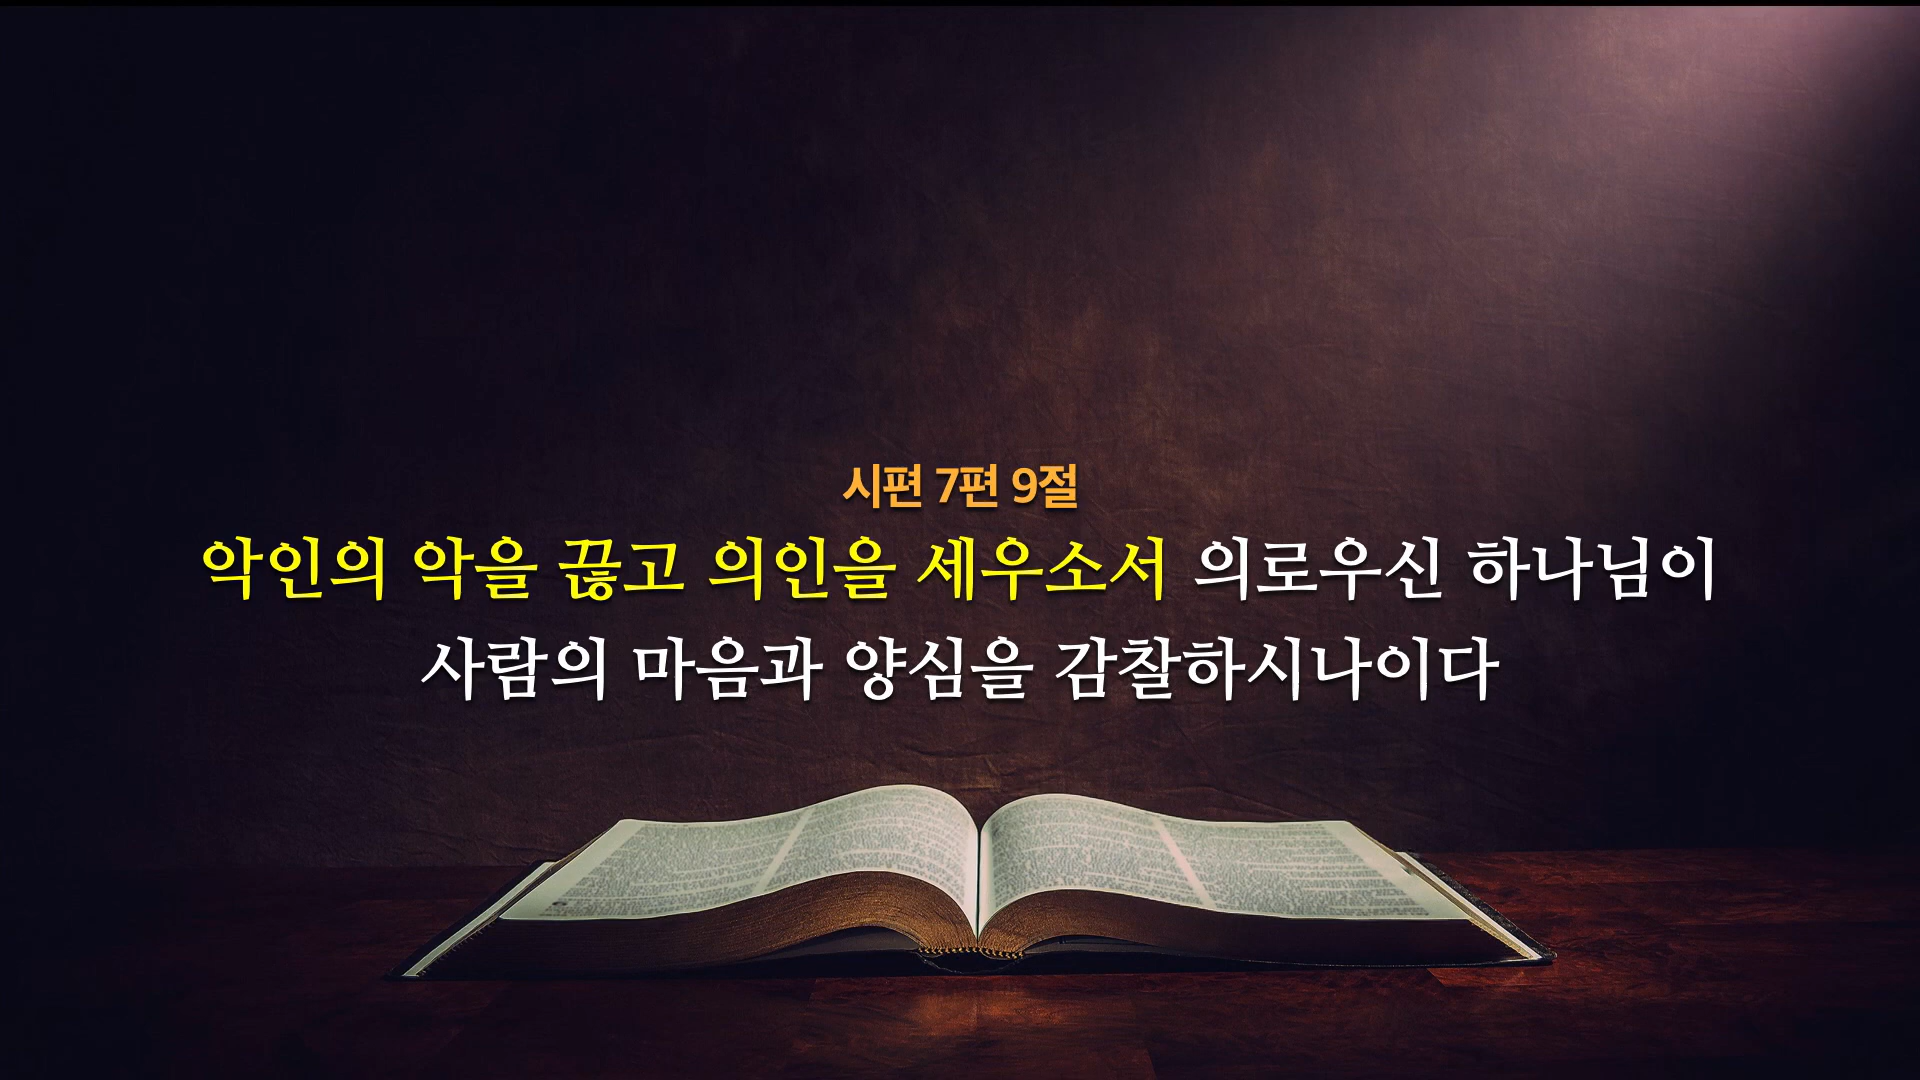 시편 7편 9절
악인의 악을 끊고 의인을 세우소서 의로우신 하나님이
사람의 마음과 양심을 감찰하시나이다